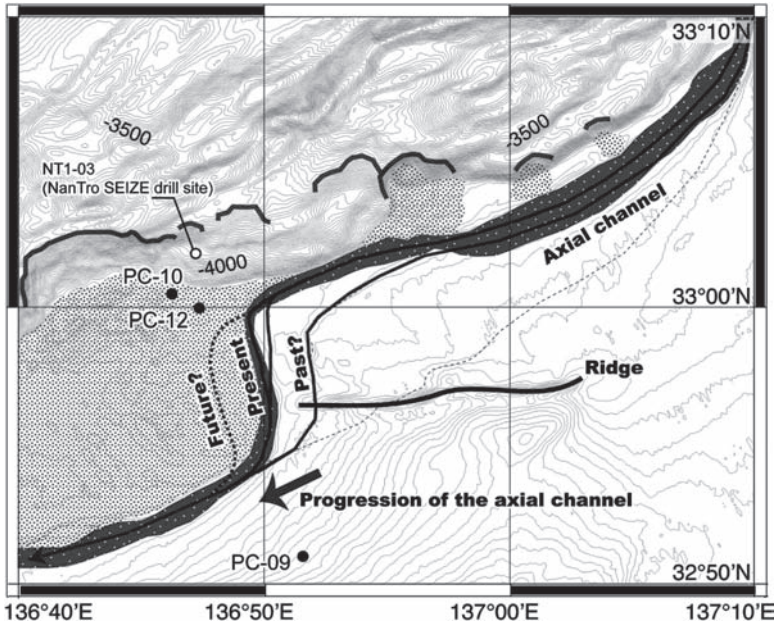 33°10'N
-3500
-3500
NT1-03
(NanTro SEIZE drill site)
Axial channel
-4000
PC-10
33°00'N
PC-12
Future?
Present
Past?
Ridge
Progression of the axial channel
PC-09
32°50'N
136°40'E
136°50'E
137°00'E
137°10'E